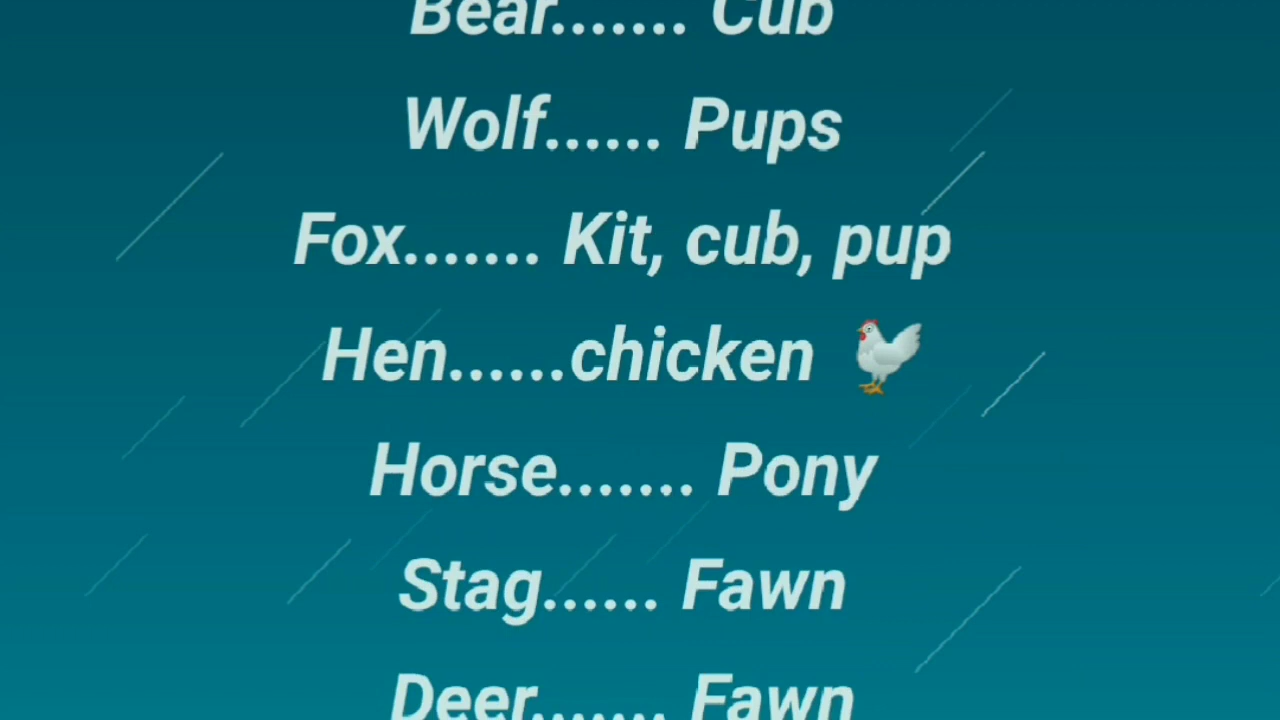 Bear....... Cub
Wolf...... Pups
Fox....... Kit, cub, pup
Hen......chicken 🐓
Horse....... Pony
Stag...... Fawn
Deer....... Fawn